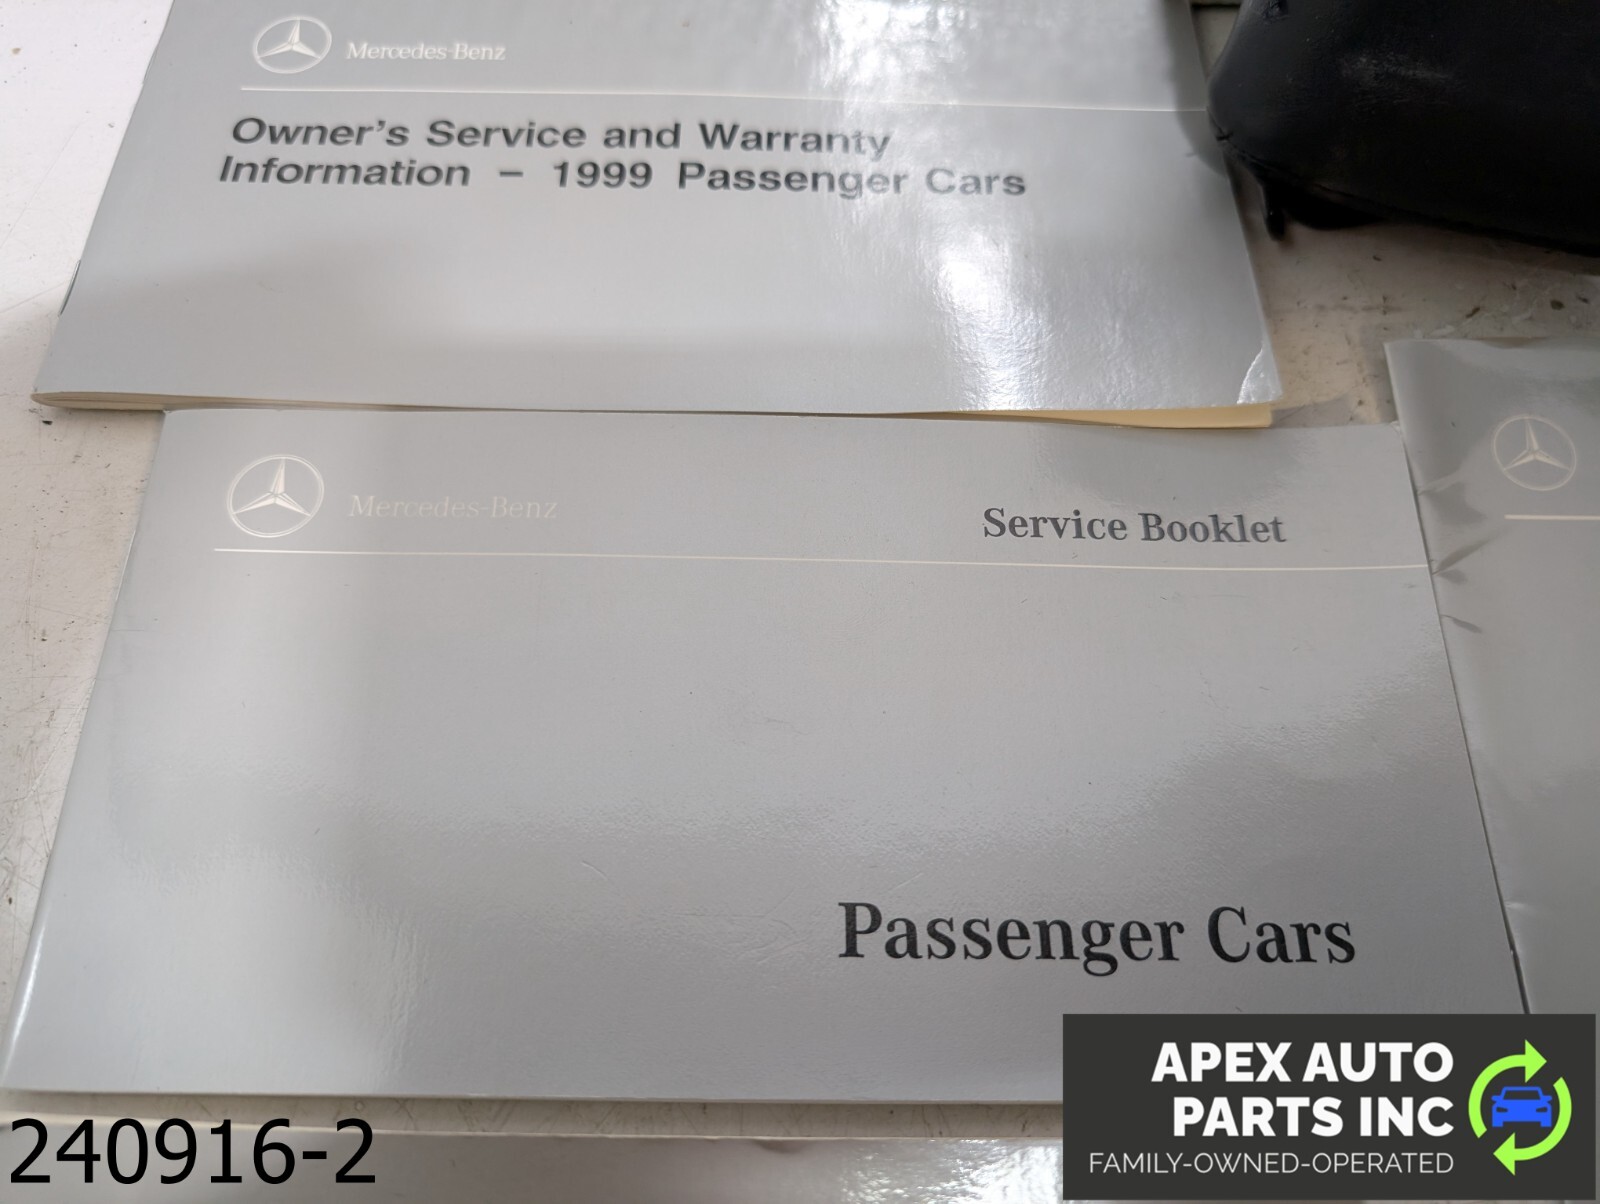 Mercedes-Benz
Owner's Service and Warranty
Information - 1999 Passenger Cars
Mercedes-Benz
Service Booklet
Passenger Cars
240916-2
APEX AUTO
PARTS INC
FAMILY-OWNED-OPERATED